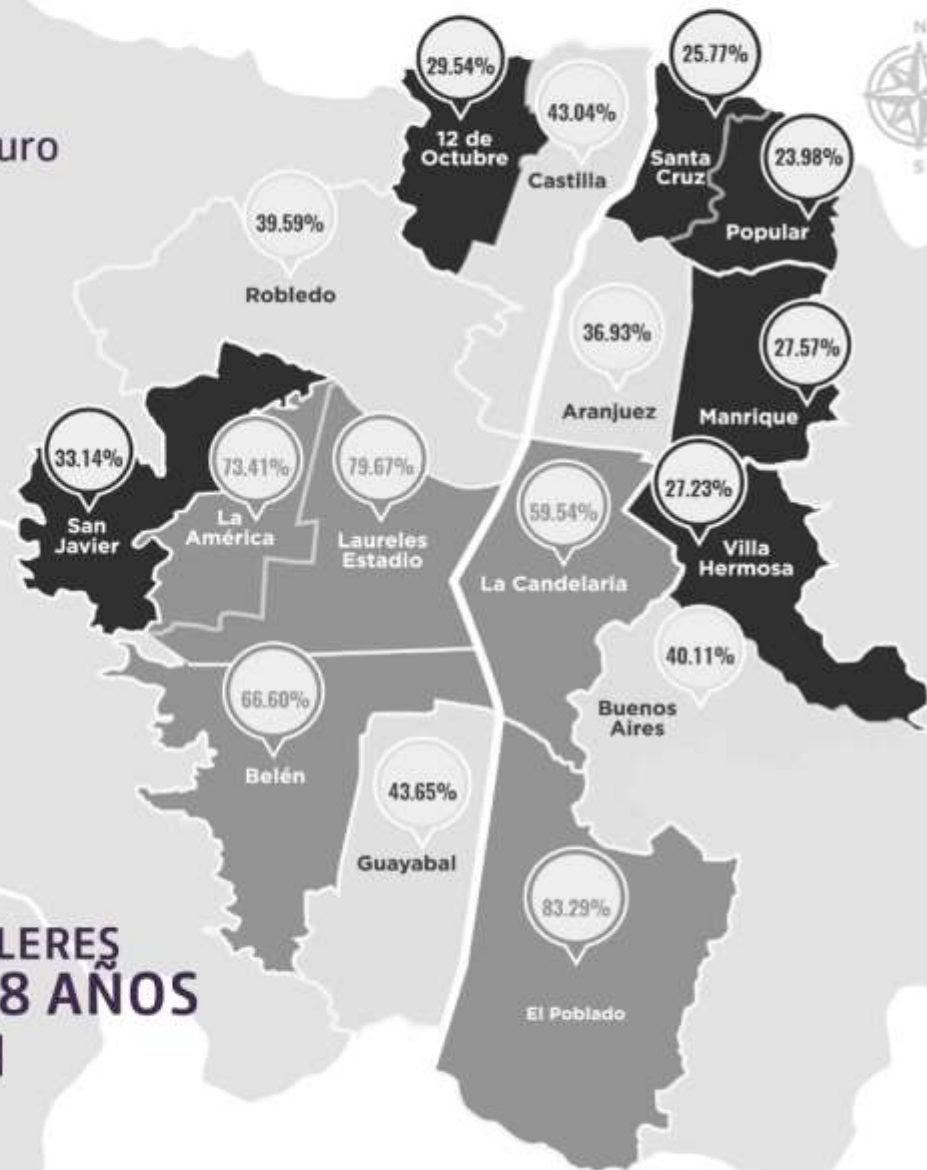 N
S
uro
29.54%
12 de
Octubre
43.04%
Castilla
25.77%
Santa
Cruz
23.98%
Popular
39.59%
Robledo
36.93%
Aranjuez
27.57%
Manrique
33.14%
San
Javier
73.41%
La
América
79.67%
Laureles
Estadio
59.54%
La Candelaria
27.23%
Villa
Hermosa
40.11%
Buenos
Aires
66.60%
Belén
43.65%
Guayabal
83.29%
El Poblado
LERES
8 AÑOS